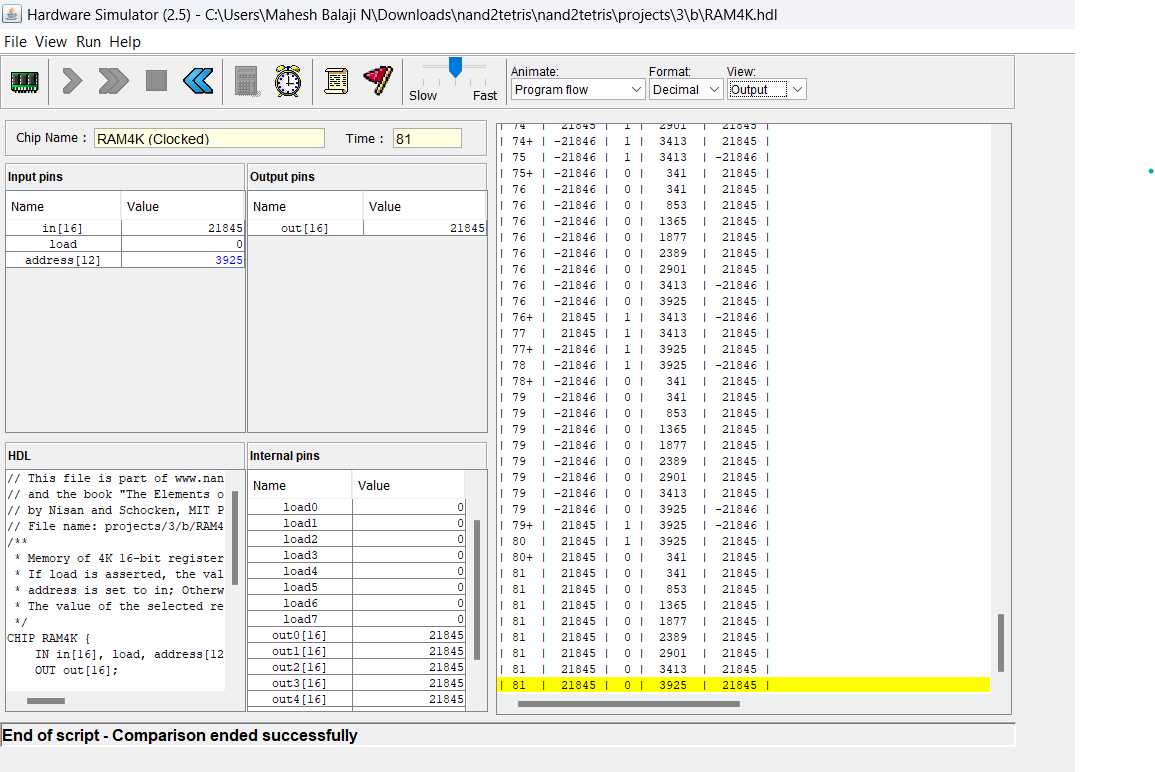 Hardware Simulator (2.5) - C:\Users\Mahesh Balaji N\Downloads\nand2tetris\nand2tetris\projects\3\b\RAM4K.hdl
File View Run Help
Slow Fast
Animate: Format: View:
Program flow Decimal Output
Chip Name : RAM4K (Clocked) Time : 81
Input pins
Name Value
in[16] 21845
load 0
address[12] 3925
Output pins
Name Value
out[16] 21845
HDL
// This file is part of www.nan
// and the book "The Elements o
// by Nisan and Schocken, MIT P
// File name: projects/3/b/RAM4
/**
* Memory of 4K 16-bit register
* If load is asserted, the val
* address is set to in; Otherw
* The value of the selected re
*/
CHIP RAM4K {
IN in[16], load, address[12
OUT out[16];
Internal pins
Name Value
load0 0
load1 0
load2 0
load3 0
load4 0
load5 0
load6 0
load7 0
out0[16] 21845
out1[16] 21845
out2[16] 21845
out3[16] 21845
out4[16] 21845
| 74 | 21845 | 1 | 2901 | 21845 |
| 74+ | -21846 | 1 | 3413 | 21845 |
| 75 | -21846 | 1 | 3413 | -21846 |
| 75+ | -21846 | 0 | 341 | 21845 |
| 76 | -21846 | 0 | 341 | 21845 |
| 76 | -21846 | 0 | 853 | 21845 |
| 76 | -21846 | 0 | 1365 | 21845 |
| 76 | -21846 | 0 | 1877 | 21845 |
| 76 | -21846 | 0 | 2389 | 21845 |
| 76 | -21846 | 0 | 2901 | 21845 |
| 76 | -21846 | 0 | 3413 | -21846 |
| 76 | -21846 | 0 | 3925 | 21845 |
| 76+ | 21845 | 1 | 3413 | -21846 |
| 77 | 21845 | 1 | 3413 | 21845 |
| 77+ | -21846 | 1 | 3925 | 21845 |
| 78 | -21846 | 1 | 3925 | -21846 |
| 78+ | -21846 | 0 | 341 | 21845 |
| 79 | -21846 | 0 | 341 | 21845 |
| 79 | -21846 | 0 | 853 | 21845 |
| 79 | -21846 | 0 | 1365 | 21845 |
| 79 | -21846 | 0 | 1877 | 21845 |
| 79 | -21846 | 0 | 2389 | 21845 |
| 79 | -21846 | 0 | 2901 | 21845 |
| 79 | -21846 | 0 | 3413 | 21845 |
| 79 | -21846 | 0 | 3925 | -21846 |
| 79+ | 21845 | 1 | 3925 | -21846 |
| 80 | 21845 | 1 | 3925 | 21845 |
| 80+ | 21845 | 0 | 341 | 21845 |
| 81 | 21845 | 0 | 341 | 21845 |
| 81 | 21845 | 0 | 853 | 21845 |
| 81 | 21845 | 0 | 1365 | 21845 |
| 81 | 21845 | 0 | 1877 | 21845 |
| 81 | 21845 | 0 | 2389 | 21845 |
| 81 | 21845 | 0 | 2901 | 21845 |
| 81 | 21845 | 0 | 3413 | 21845 |
| 81 | 21845 | 0 | 3925 | 21845 |
End of script - Comparison ended successfully